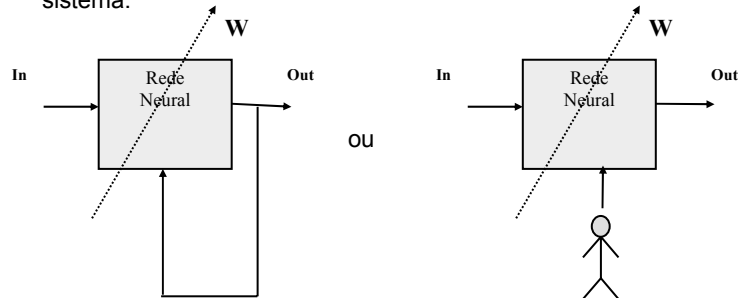 sistema.
W
In
Rede
Neural
Out
ou
W
In
Rede
Neural
Out